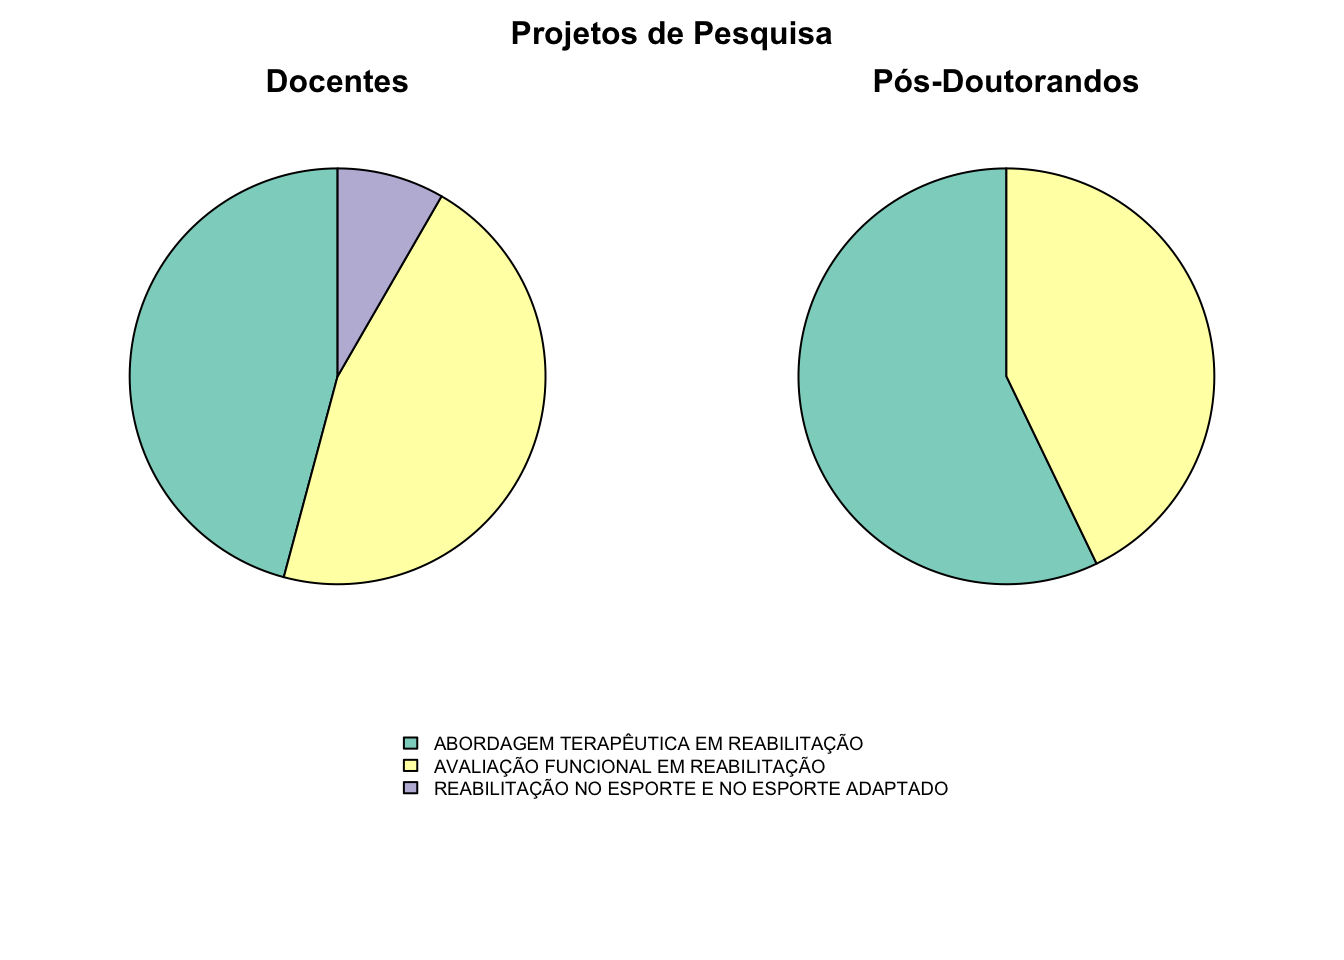 Projetos de Pesquisa
Docentes
Pós-Doutorandos
ABORDAGEM TERAPÊUTICA EM REABILITAÇÃO
AVALIAÇÃO FUNCIONAL EM REABILITAÇÃO
REABILITAÇÃO NO ESPORTE E NO ESPORTE ADAPTADO